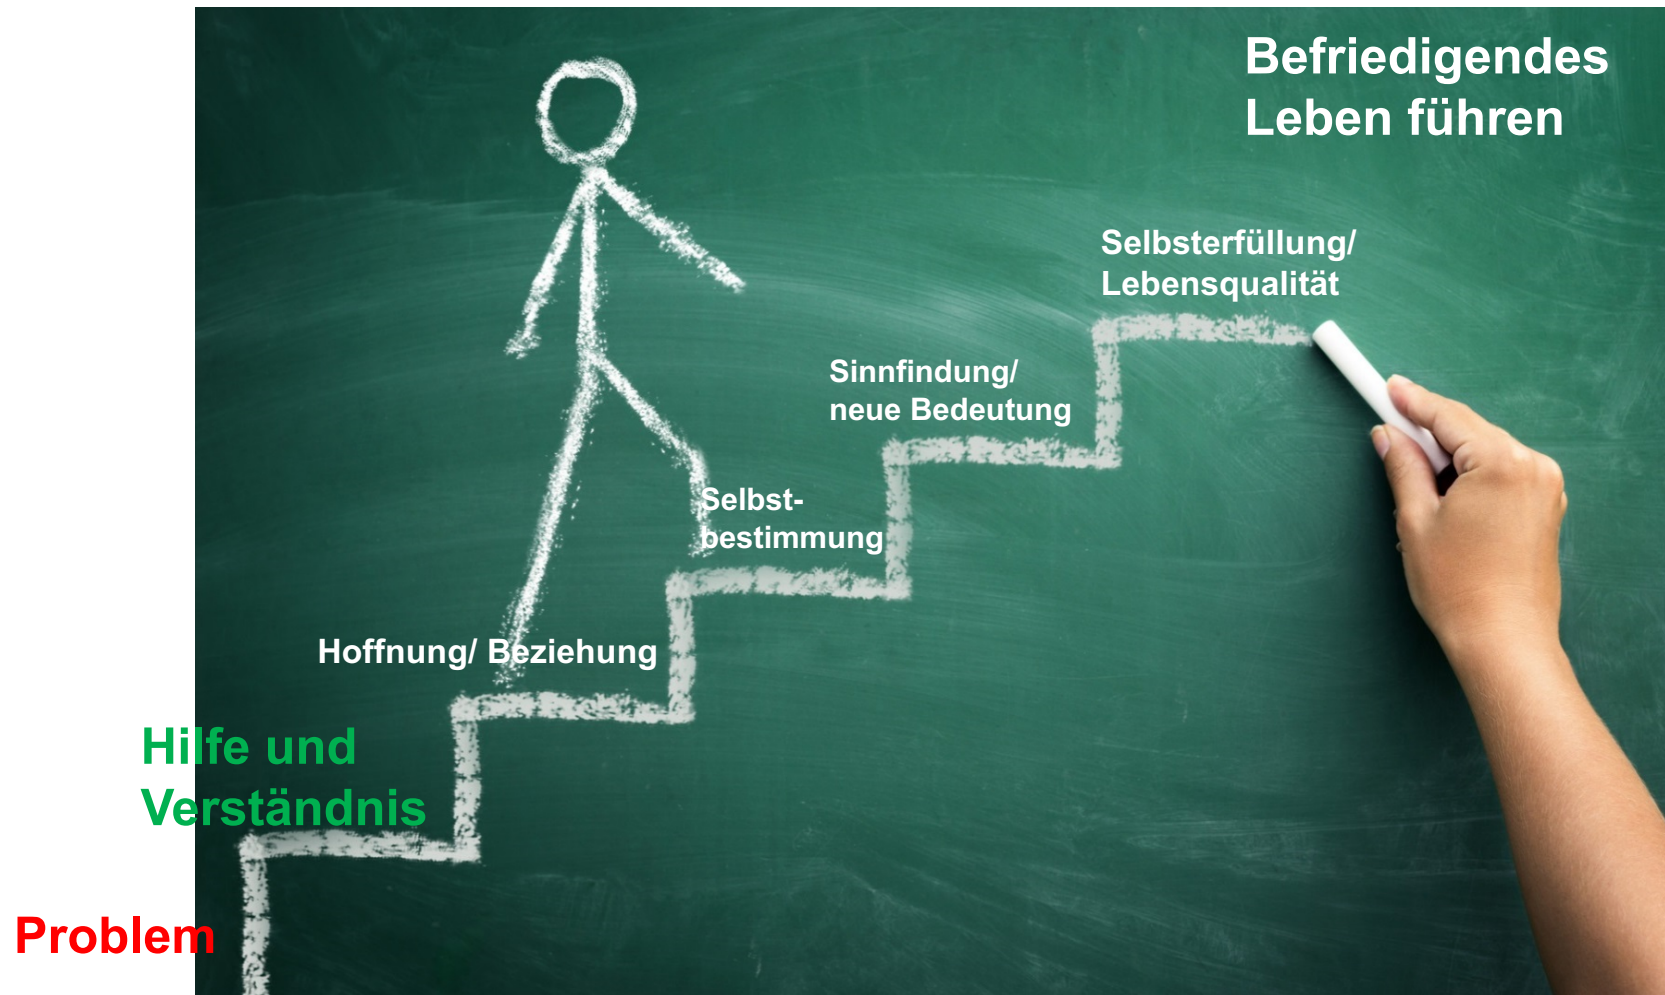 Befriedigendes
Leben führen
Selbsterfüllung/
Lebensqualität
Sinnfindung/
neue Bedeutung
Selbst-
bestimmung
Hoffnung/ Beziehung
Hilfe und
Verständnis
Problem